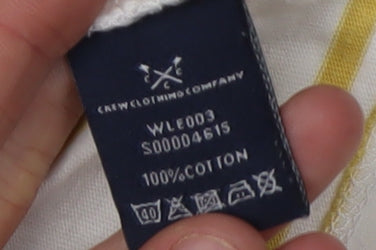 C C C
CREW CLOTHING COMPANY
WLE003
S00004615
100% COTTON
40